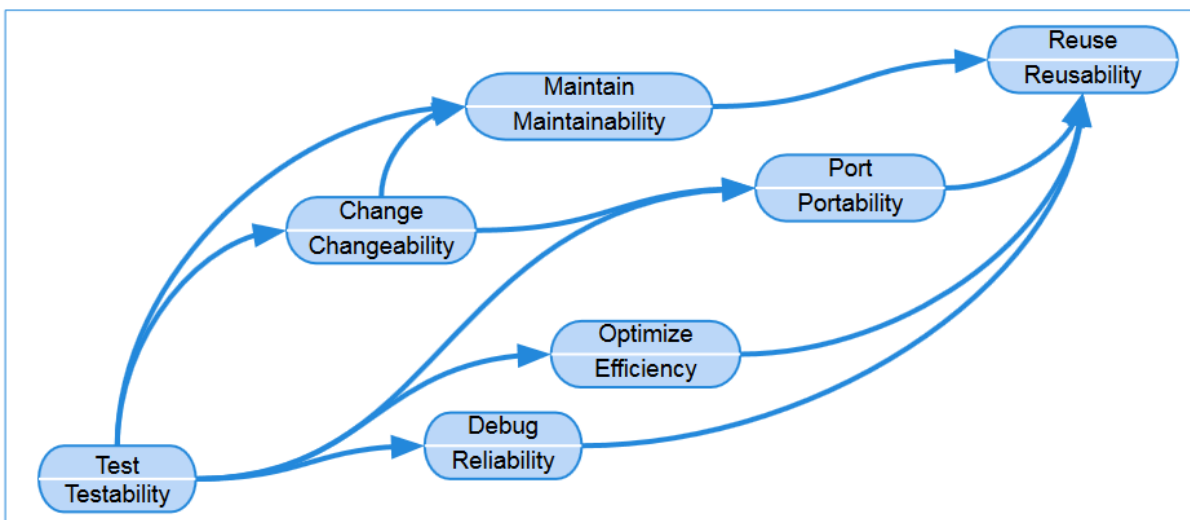 Reuse
Reusability
Maintain
Maintainability
Port
Portability
Change
Changeability
Optimize
Efficiency
Debug
Reliability
Test
Testability